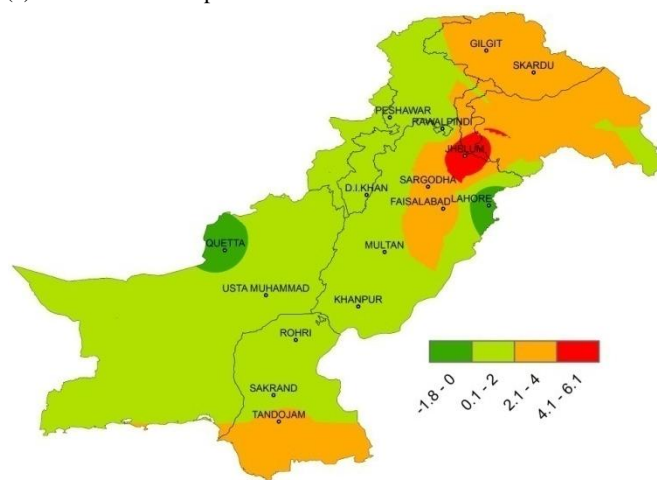 GILGIT
SKARDU
PESHAWAR
RAWALPINDI
JHELUM
SARGODHA
D.I.KHAN
FAISALABAD
LAHORE
QUETTA
MULTAN
USTA MUHAMMAD
KHANPUR
ROHRI
SAKRAND
TANDOJAM
-1.8 - 0
0.1 - 2
2.1 - 4
4.1 - 6.1